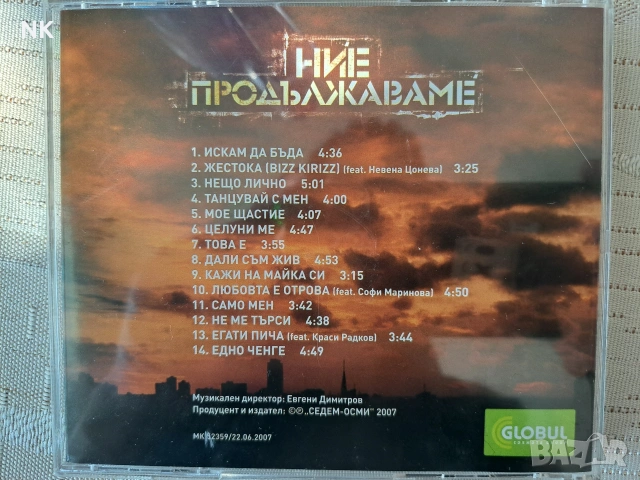 NK
НИЕ
ПРОДЪЛЖАВАМЕ
1. ИСКАМ ДА БЪДА 4:36
2. ЖЕСТОКА (BIZZ KIRIZZ) (feat. Невена Цонева) 3:25
3. НЕЩО ЛИЧНО 5:01
4. ТАНЦУВАЙ С МЕН 4:00
5. МОЕ ЩАСТИЕ 4:07
6. ЦЕЛУНИ МЕ 4:47
7. ТОВА Е 3:55
8. ДАЛИ СЪМ ЖИВ 4:53
9. КАЖИ НА МАЙКА СИ 3:15
10. ЛЮБОВТА Е ОТРОВА (feat. Софи Маринова) 4:50
11. САМО МЕН 3:42
12. НЕ МЕ ТЪРСИ 4:38
13. ЕГАТИ ПИЧА (feat. Краси Радков) 3:44
14. ЕДНО ЧЕНГЕ 4:49
Музикален директор: Евгени Димитров
Продуцент и издател: ©℗ „СЕДЕМ-ОСМИ" 2007
МК 52359/22.06.2007
GLOBUL
BAZAR